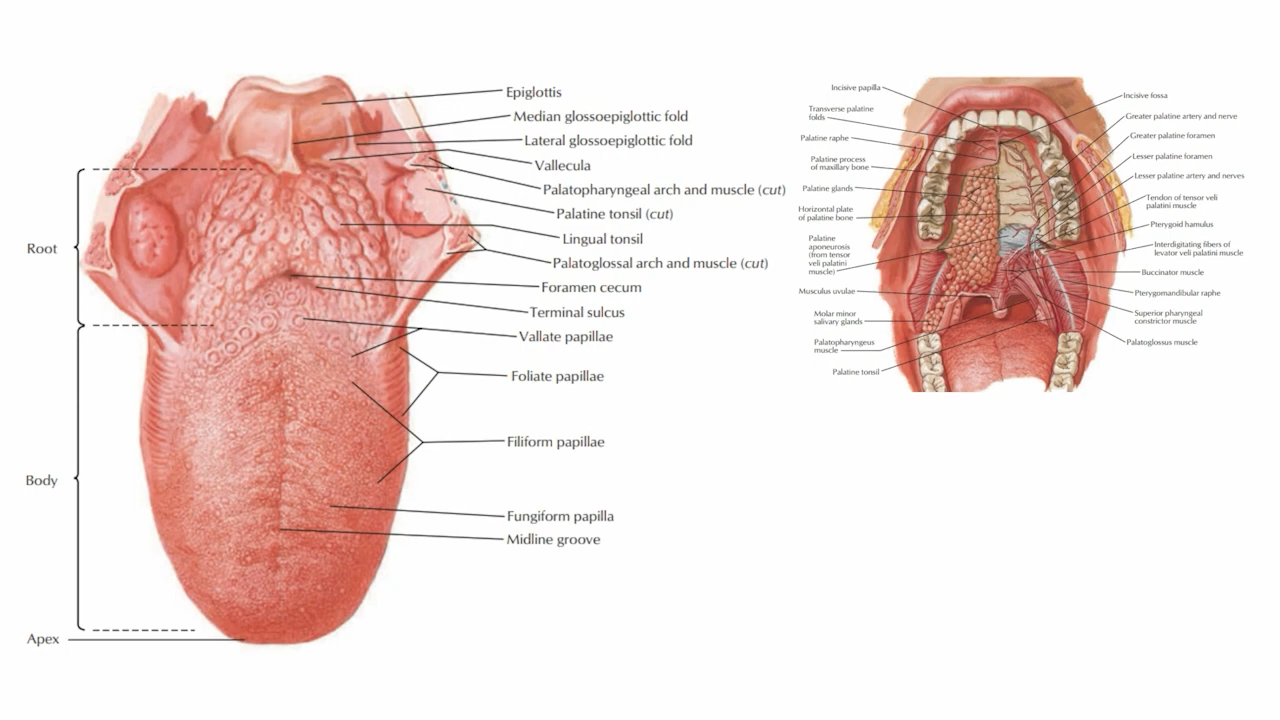 Epiglottis
Median glossoepiglottic fold
Lateral glossoepiglottic fold
Vallecula
Palatopharyngeal arch and muscle (cut)
Palatine tonsil (cut)
Lingual tonsil
Palatoglossal arch and muscle (cut)
Foramen cecum
Terminal sulcus
Vallate papillae
Foliate papillae
Filiform papillae
Fungiform papilla
Midline groove
Root
Body
Apex
Incisive papilla
Transverse palatine
folds
Palatine raphe
Palatine process
of maxillary bone
Palatine glands
Horizontal plate
of palatine bone
Palatine
aponeurosis
(from tensor
veli palatini
muscle)
Musculus uvulae
Molar minor
salivary glands
Palatopharyngeus
muscle
Palatine tonsil
Incisive fossa
Greater palatine artery and nerve
Greater palatine foramen
Lesser palatine foramen
Lesser palatine artery and nerves
Tendon of tensor veli
palatini muscle
Pterygoid hamulus
Interdigitating fibers of
levator veli palatini muscle
Buccinator muscle
Pterygomandibular raphe
Superior pharyngeal
constrictor muscle
Palatoglossus muscle